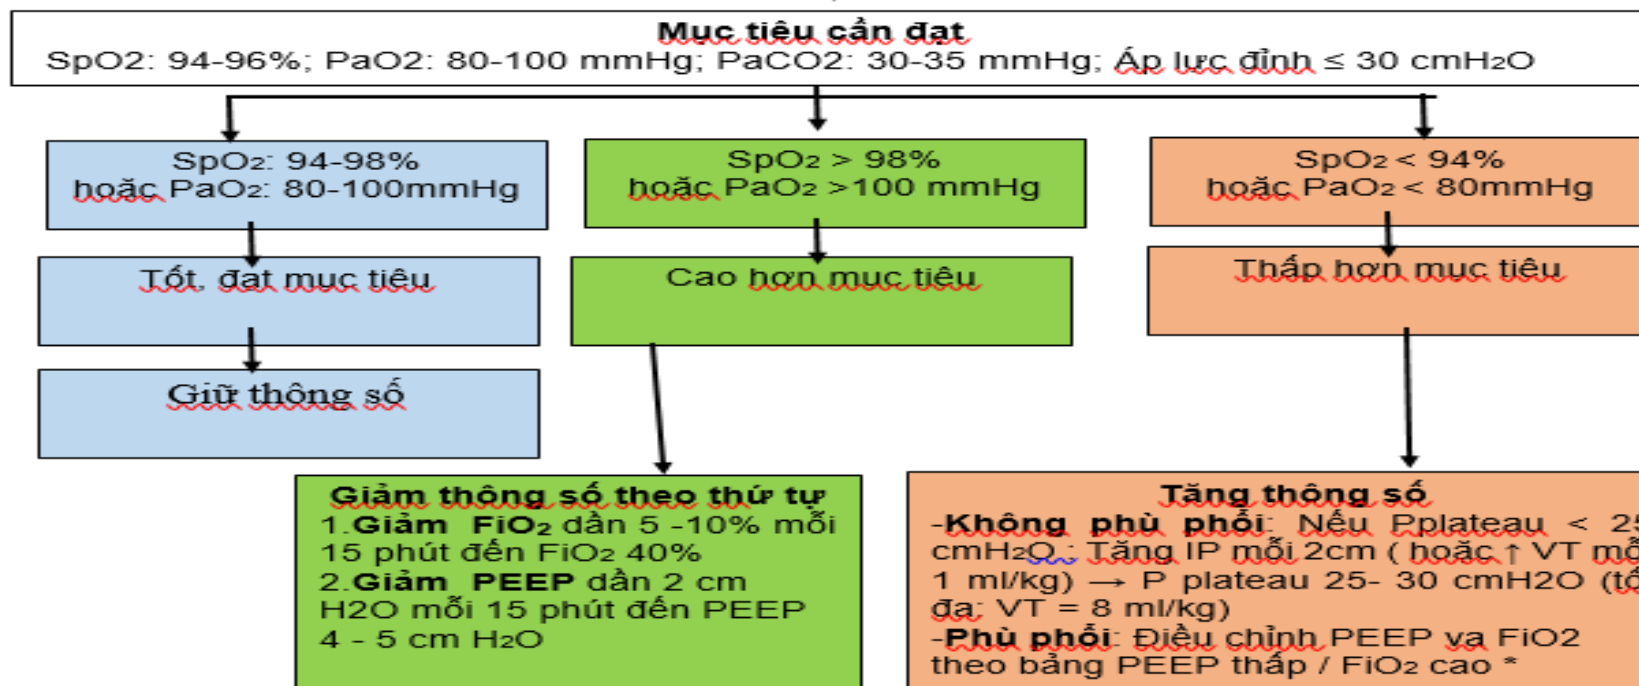 Mục tiêu cần đạt
SpO2: 94-96%; PaO2: 80-100 mmHg; PaCO2: 30-35 mmHg; Áp lực đỉnh ≤ 30 cmH₂O
SpO₂: 94-98%
hoặc PaO₂: 80-100mmHg
SpO₂ > 98%
hoặc PaO₂ >100 mmHg
SpO₂ < 94%
hoặc PaO₂ < 80mmHg
Tốt, đạt mục tiêu
Cao hơn mục tiêu
Thấp hơn mục tiêu
Giữ thông số
Giảm thông số theo thứ tự
1.Giảm FiO₂ dần 5 -10% mỗi
15 phút đến FiO₂ 40%
2.Giảm PEEP dần 2 cm
H2O mỗi 15 phút đến PEEP
4 - 5 cm H₂O
Tăng thông số
-Không phù phổi: Nếu Pplateau <
cmH₂O : Tăng IP mỗi 2cm ( hoặc ↑ VT
1 ml/kg) → P plateau 25- 30 cmH2O
đa: VT = 8 ml/kg)
-Phù phổi: Điều chỉnh PEEP va FiO2
theo bảng PEEP thấp / FiO₂ cao *